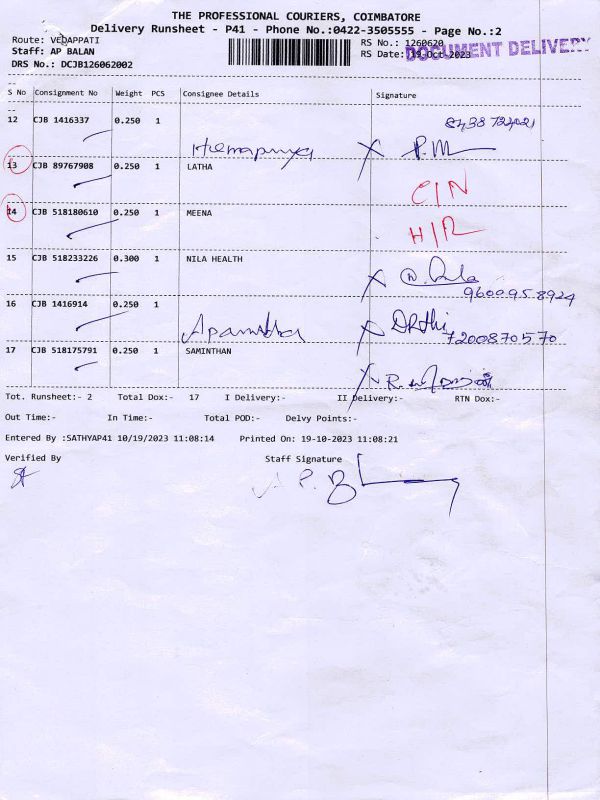 THE PROFESSIONAL COURIERS, COIMBATORE
Delivery Runsheet - P41 - Phone No.:0422-3505555 - Page No.:2
Route: VEDAPPATI
RS No.: 1260620
DOCUMENT DELIVERY
Staff: AP BALAN
RS Date: 19-Oct-2023
DRS No.: DCJB126062002
S No Consignment No Weight PCS Consignee Details Signature
12 CJB 1416337 0.250 1
Hemapriya P.M
13 CJB 89767908 0.250 1 LATHA
C/N
14 CJB 518180610 0.250 1 MEENA
H/R
15 CJB 518233226 0.300 1 NILA HEALTH
9600958924
16 CJB 1416914 0.250 1
7200870570
17 CJB 518175791 0.250 1 SAMINTHAN
Tot. Runsheet:- 2 Total Dox:- 17 I Delivery:- II Delivery:- RTN Dox:-
Out Time:- In Time:- Total POD:- Delvy Points:-
Entered By :SATHYAP41 10/19/2023 11:08:14 Printed On: 19-10-2023 11:08:21
Verified By Staff Signature
A P. B